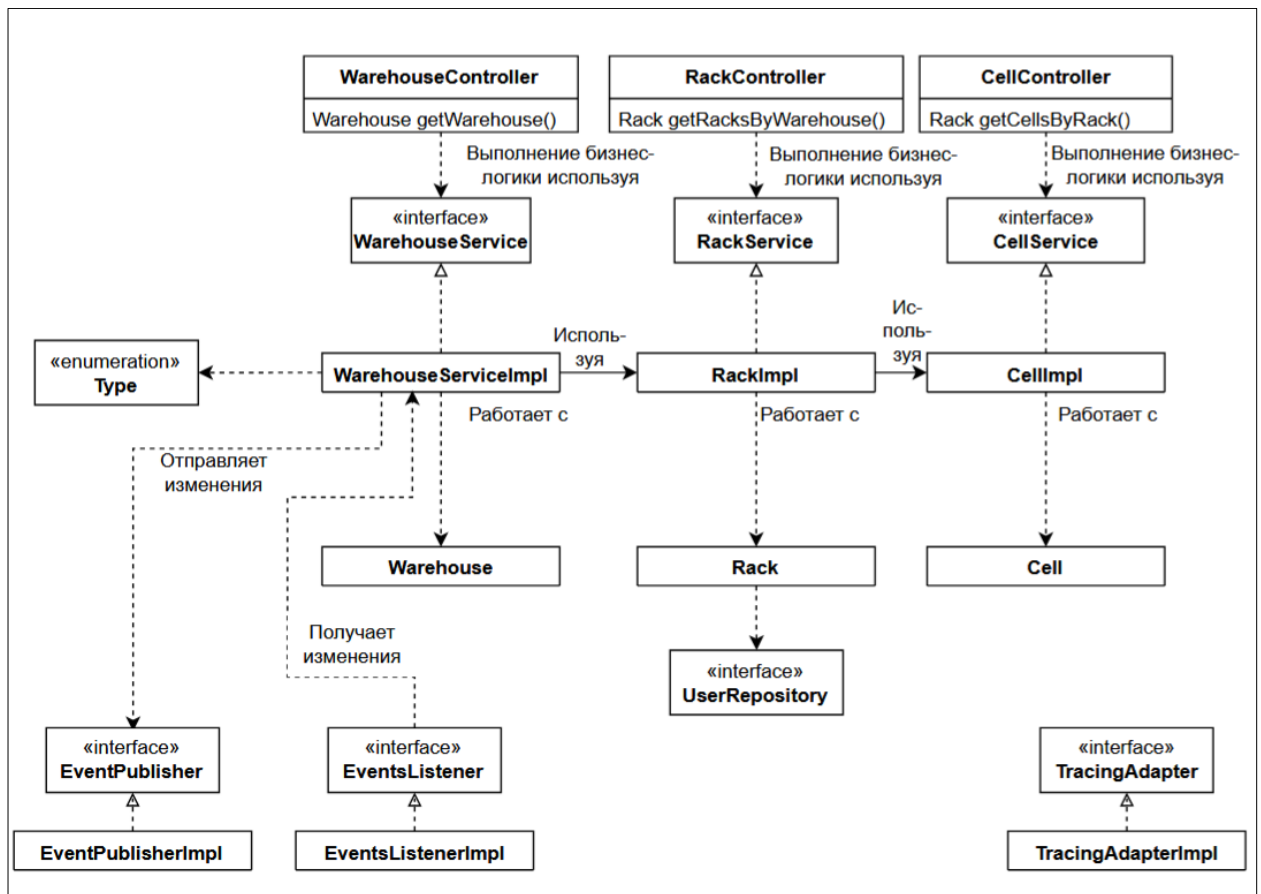 WarehouseController
Warehouse getWarehouse()
RackController
Rack getRacksByWarehouse()
CellController
Rack getCellsByRack()
Выполнение бизнес-
логики используя
Выполнение бизнес-
логики используя
Выполнение бизнес-
логики используя
«interface»
WarehouseService
«interface»
RackService
«interface»
CellService
«enumeration»
Type
WarehouseServiceImpl
Использу-
зуя
RackImpl
Ис-
поль-
зуя
CellImpl
Работает с
Работает с
Работает с
Отправляет
изменения
Warehouse
Rack
Cell
Получает
изменения
«interface»
UserRepository
«interface»
EventPublisher
«interface»
EventsListener
«interface»
TracingAdapter
EventPublisherImpl
EventsListenerImpl
TracingAdapterImpl